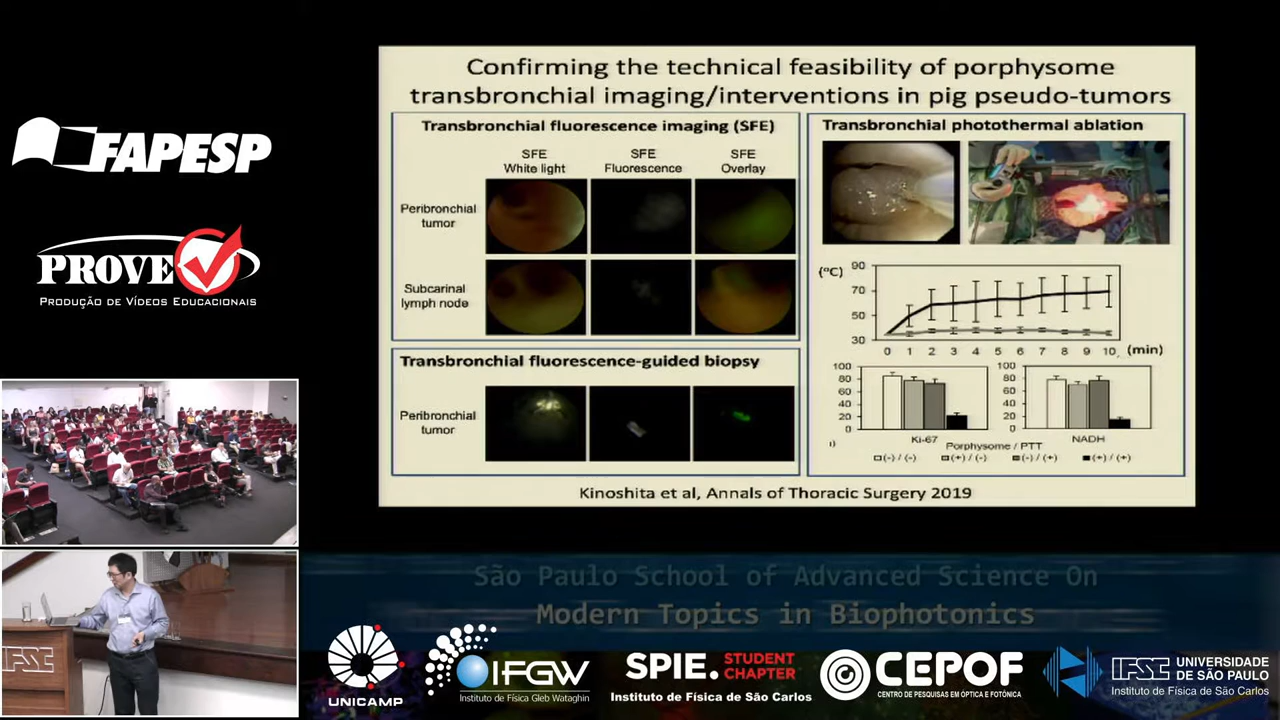 FAPESP
PROVE
PRODUÇÃO DE VÍDEOS EDUCACIONAIS
Confirming the technical feasibility of porphysome
transbronchial imaging/interventions in pig pseudo-tumors
Transbronchial fluorescence imaging (SFE)
SFE
White light
SFE
Fluorescence
SFE
Overlay
Peribronchial
tumor
Subcarinal
lymph node
Transbronchial fluorescence-guided biopsy
Peribronchial
tumor
Transbronchial photothermal ablation
(ºC)
90
70
50
30
0 1 2 3 4 5 6 7 8 9 10 (min)
100
80
60
40
20
0
Ki-67
100
80
60
40
20
0
NADH
Porphysome / PTT
(-) / (-) (+) / (-) (-) / (+) (+) / (+)
Kinoshita et al, Annals of Thoracic Surgery 2019
IFSC
São Paulo School of Advanced Science On
Modern Topics in Biophotonics
UNICAMP
IFGW
Instituto de Física Gleb Wataghin
SPIE. STUDENT
CHAPTER
Instituto de Física de São Carlos
CEPOF
CENTRO DE PESQUISAS EM ÓPTICA E FOTÔNICA
IFSC UNIVERSIDADE
DE SÃO PAULO
Instituto de Física de São Carlos